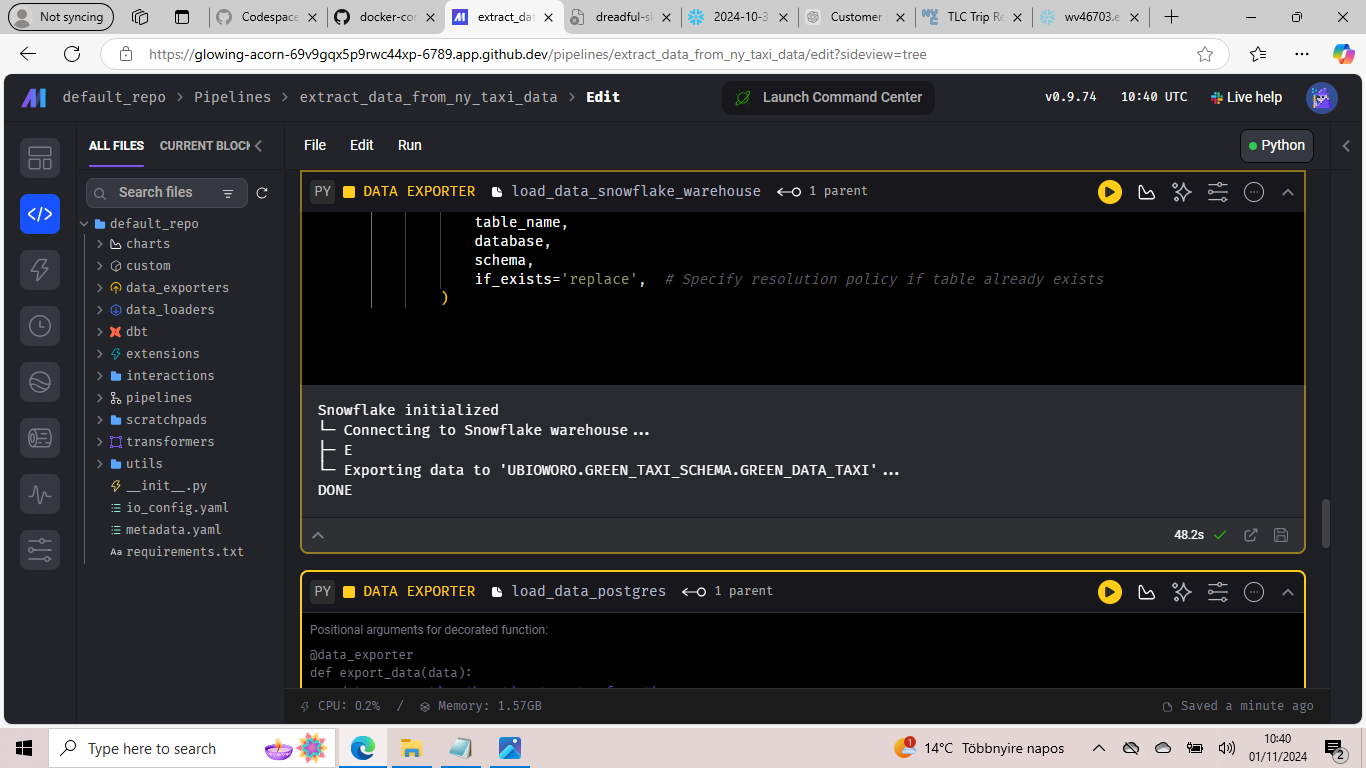 Not syncing
Codespace
docker-cor
extract_dat
dreadful-sk
2024-10-3
Customer
TLC Trip Re
wv46703.e
https://glowing-acorn-69v9gqx5p9rwc44xp-6789.app.github.dev/pipelines/extract_data_from_ny_taxi_data/edit?sideview=tree
default_repo > Pipelines > extract_data_from_ny_taxi_data > Edit
Launch Command Center
v0.9.74
10:40 UTC
Live help
ALL FILES
CURRENT BLOCK
File
Edit
Run
Python
Search files
default_repo
charts
custom
data_exporters
data_loaders
dbt
extensions
interactions
pipelines
scratchpads
transformers
utils
__init__.py
io_config.yaml
metadata.yaml
Aa requirements.txt
PY DATA EXPORTER load_data_snowflake_warehouse 1 parent
table_name,
database,
schema,
if_exists='replace', # Specify resolution policy if table already exists
)
Snowflake initialized
└─ Connecting to Snowflake warehouse...
├─ E
└─ Exporting data to 'UBIOWORO.GREEN_TAXI_SCHEMA.GREEN_DATA_TAXI'...
DONE
48.2s
PY DATA EXPORTER load_data_postgres 1 parent
Positional arguments for decorated function:
@data_exporter
def export_data(data):
CPU: 0.2% / Memory: 1.57GB
Saved a minute ago
Type here to search
1
14°C Többnyire napos
10:40
01/11/2024
2